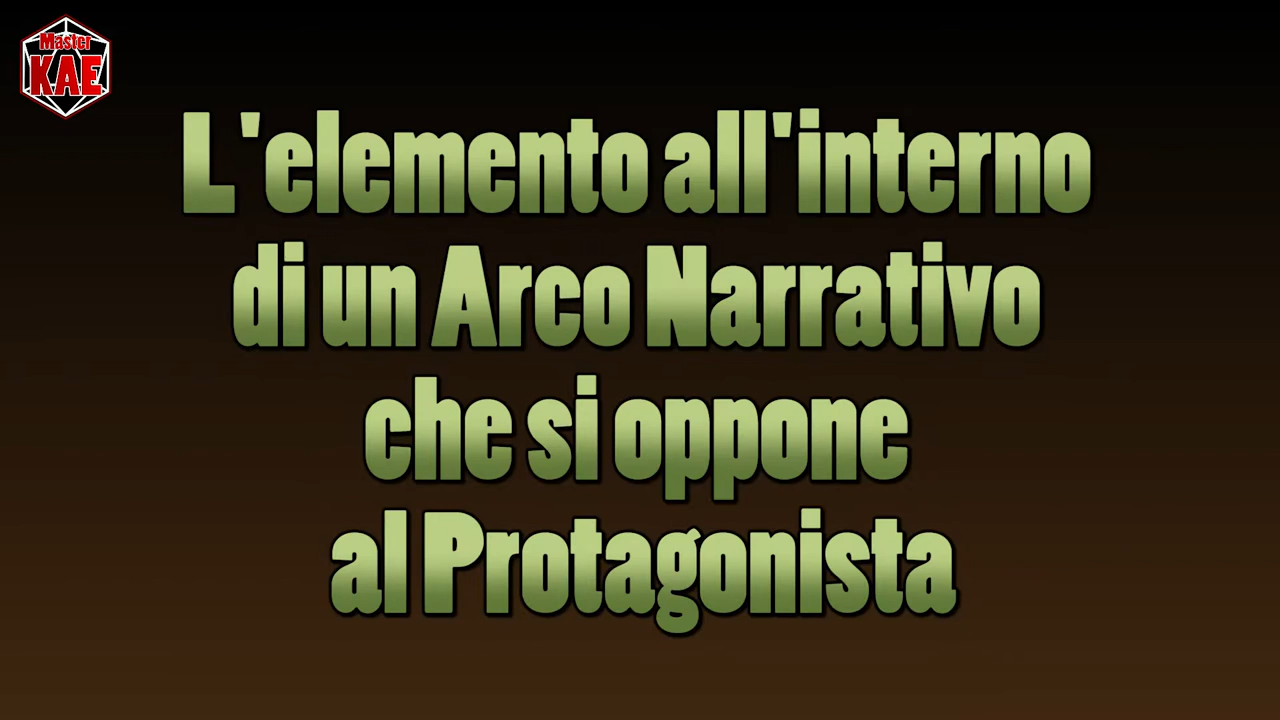 Master
KAE
L'elemento all'interno
di un Arco Narrativo
che si oppone
al Protagonista